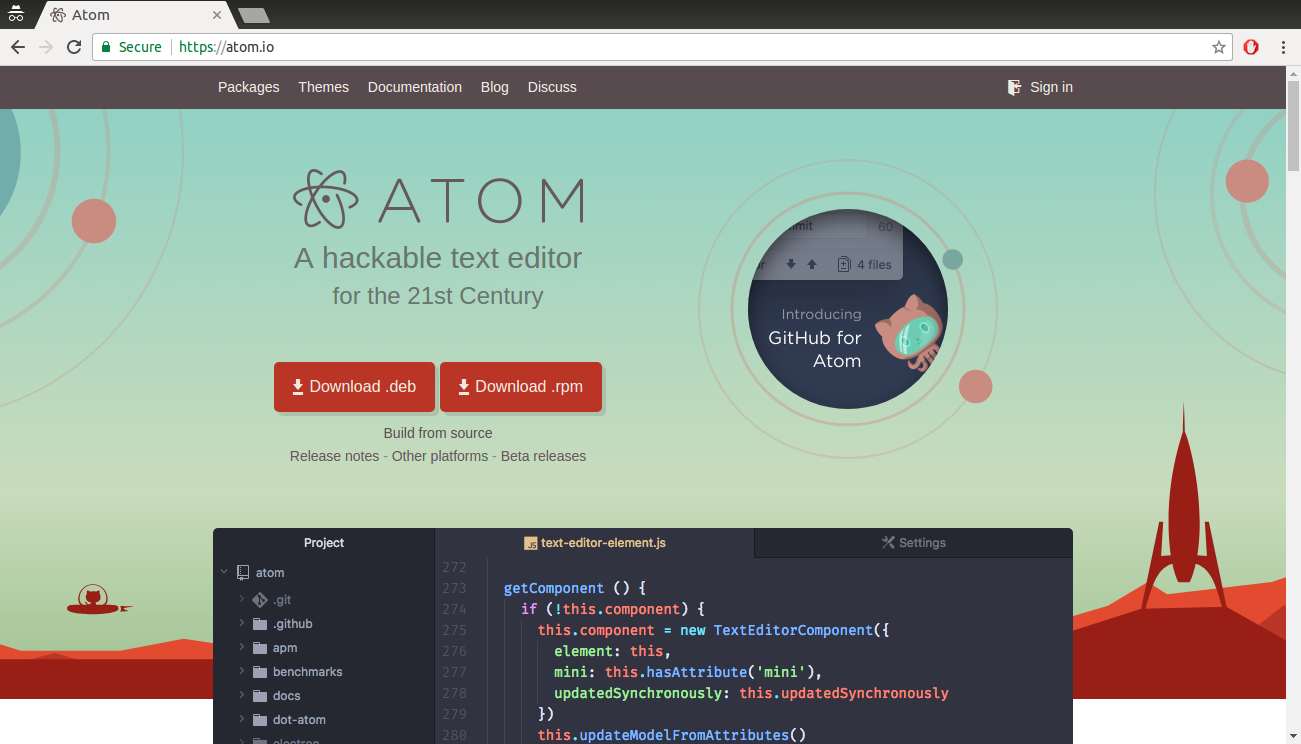 Atom
Secure https://atom.io
Packages Themes Documentation Blog Discuss Sign in
ATOM
A hackable text editor
for the 21st Century
Download .deb Download .rpm
Build from source
Release notes - Other platforms - Beta releases
60
4 files
Introducing
GitHub for
Atom
Project
atom
.git
.github
apm
benchmarks
docs
dot-atom
text-editor-element.js Settings
272
273 getComponent () {
274 if (!this.component) {
275 this.component = new TextEditorComponent({
276 element: this,
277 mini: this.hasAttribute('mini'),
278 updatedSynchronously: this.updatedSynchronously
279 })
280 this.updateModelFromAttributes()